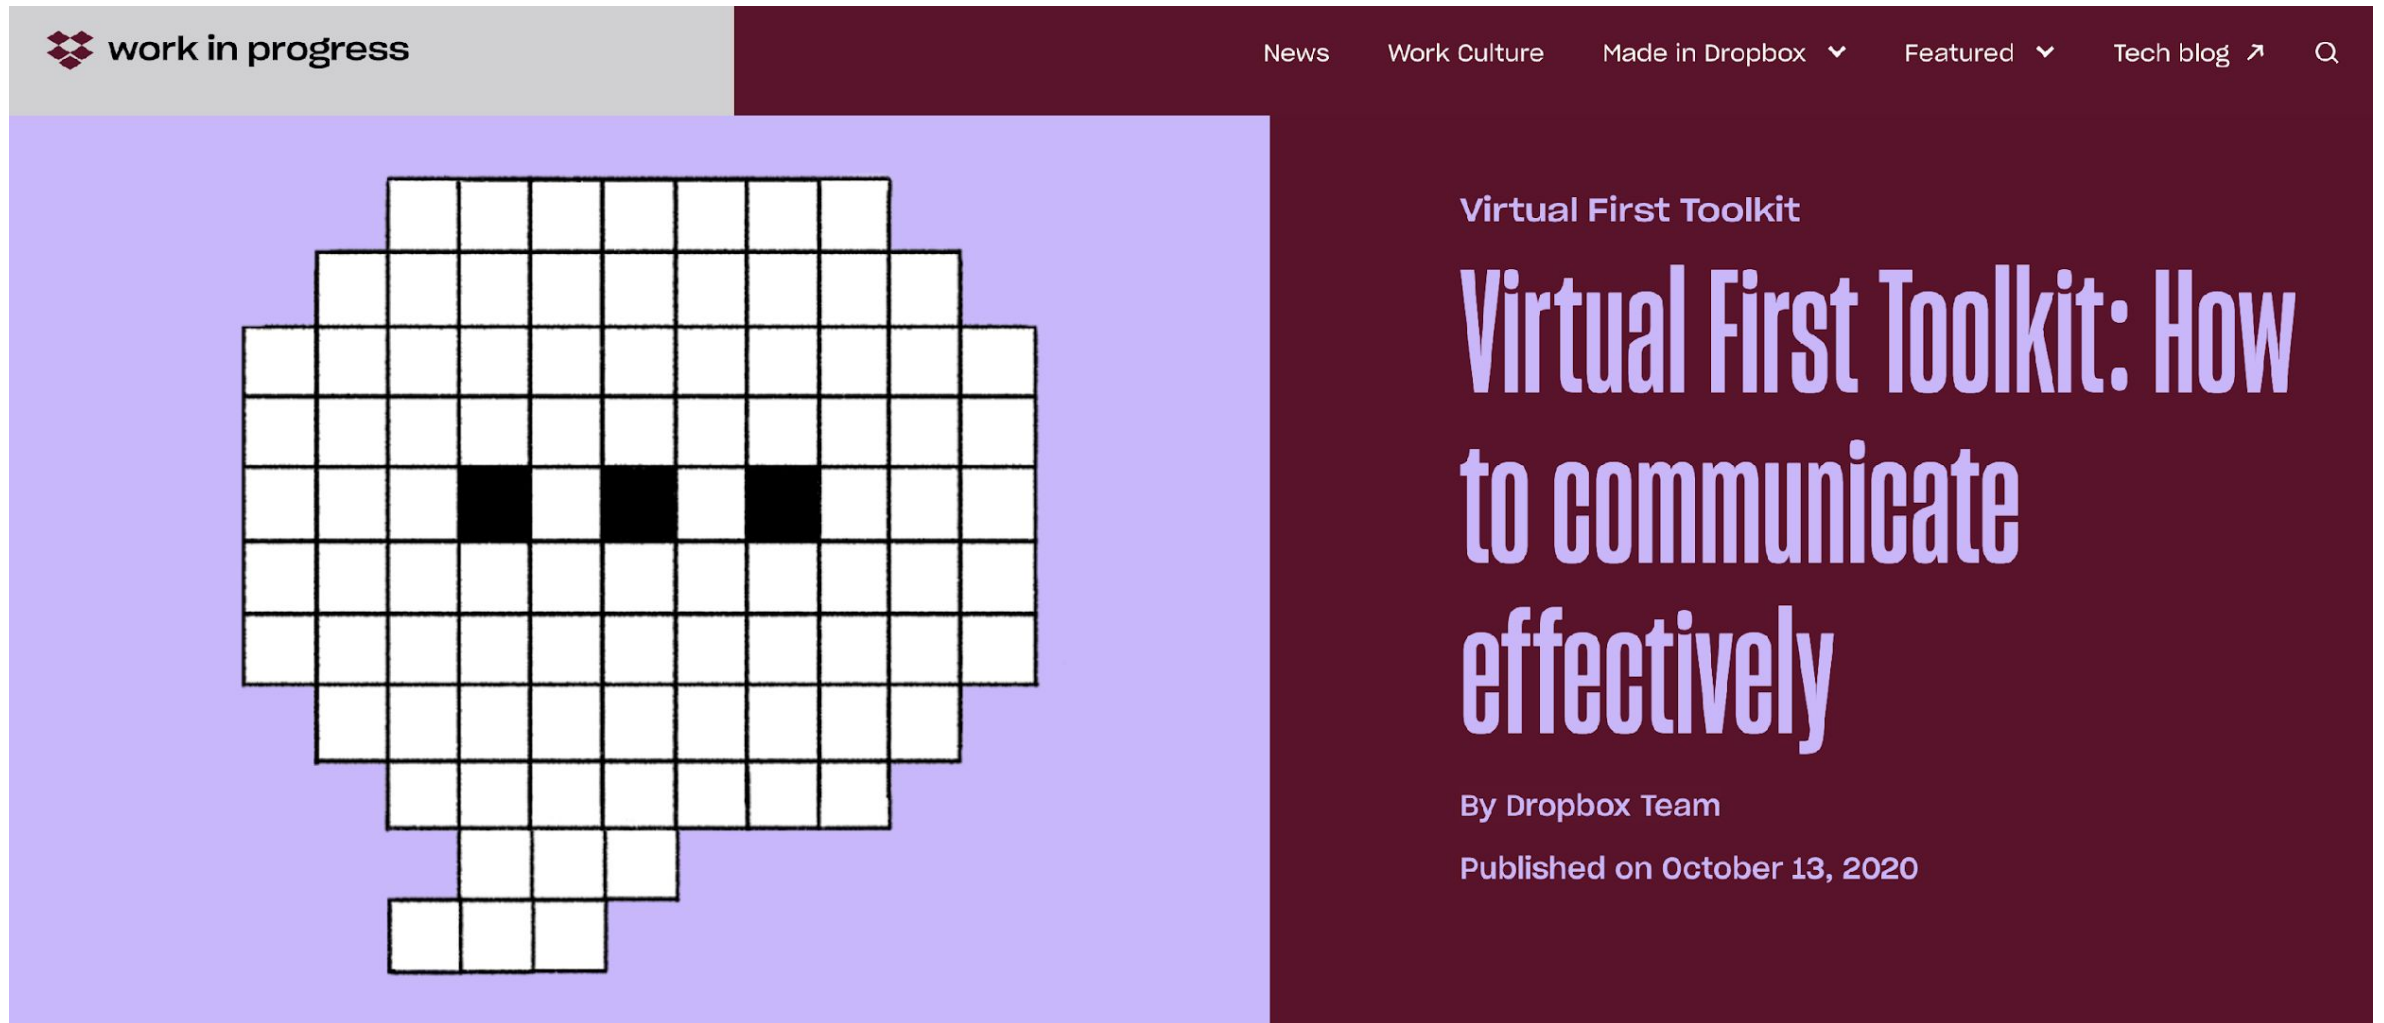 work in progress
News Work Culture Made in Dropbox Featured Tech blog
Virtual First Toolkit
Virtual First Toolkit: How
to communicate
effectively
By Dropbox Team
Published on October 13, 2020